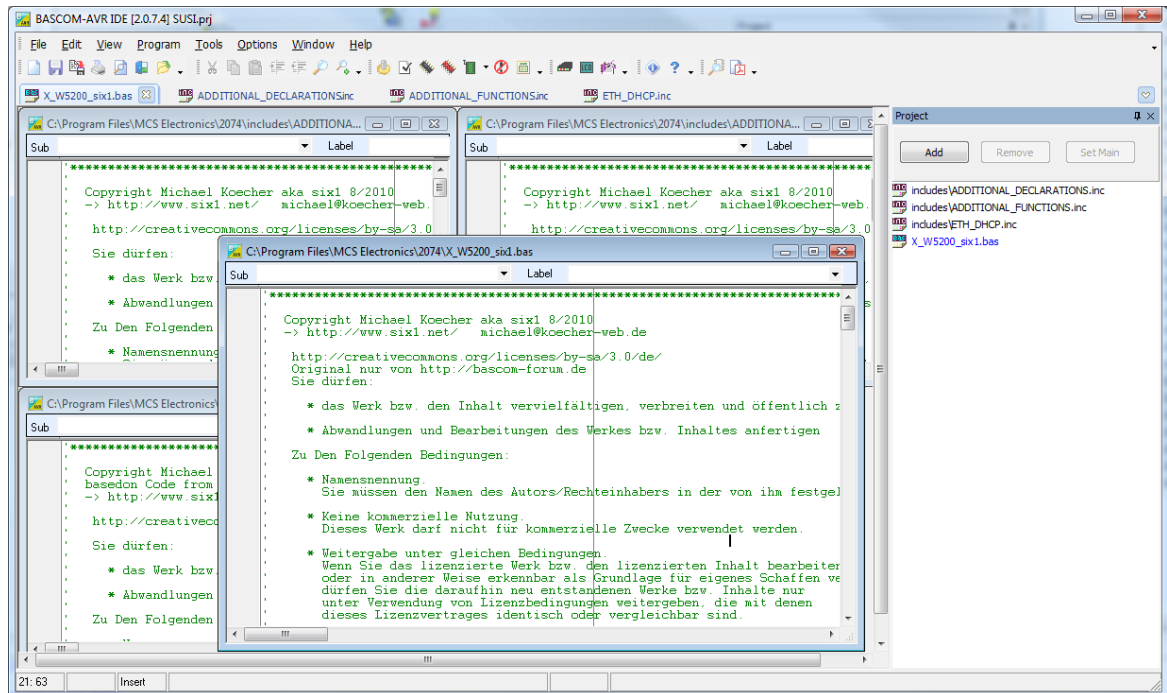 BASCOM-AVR IDE [2.0.7.4] SUSI.prj
File Edit View Program Tools Options Window Help
X_W5200_six1.bas ADDITIONAL_DECLARATIONS.inc ADDITIONAL_FUNCTIONS.inc ETH_DHCP.inc
C:\Program Files\MCS Electronics\2074\includes\ADDITIONA...
Sub Label
*************************************************
Copyright Michael Koecher aka six1 8/2010
-> http://www.six1.net/ michael@koecher-web.
http://creativecommons.org/licenses/by-sa/3.0
Sie dürfen:
* das Werk bzw.
* Abwandlungen
Zu Den Folgenden
* Namensnennung
C:\Program Files\MCS Electronics\2074\includes\ADDITIONA...
Sub Label
*************************************************
Copyright Michael Koecher aka six1 8/2010
-> http://www.six1.net/ michael@koecher-web.
http://creativecommons.org/licenses/by-sa/3.0
C:\Program Files\MCS Electronics\
Sub
********************
Copyright Michael
basedon Code from
-> http://www.six1
http://creativeco
Sie dürfen:
* das Werk bzw.
* Abwandlungen
Zu Den Folgenden
C:\Program Files\MCS Electronics\2074\X_W5200_six1.bas
Sub Label
****************************************************************************
Copyright Michael Koecher aka six1 8/2010
-> http://www.six1.net/ michael@koecher-web.de
http://creativecommons.org/licenses/by-sa/3.0/de/
Original nur von http://bascom-forum.de
Sie dürfen:
* das Werk bzw. den Inhalt vervielfältigen, verbreiten und öffentlich z
* Abwandlungen und Bearbeitungen des Werkes bzw. Inhaltes anfertigen
Zu Den Folgenden Bedingungen:
* Namensnennung.
Sie müssen den Namen des Autors/Rechteinhabers in der von ihm festgel
* Keine kommerzielle Nutzung.
Dieses Werk darf nicht für kommerzielle Zwecke verwendet werden.
* Weitergabe unter gleichen Bedingungen.
Wenn Sie das lizenzierte Werk bzw. den lizenzierten Inhalt bearbeiten
oder in anderer Weise erkennbar als Grundlage für eigenes Schaffen ve
dürfen Sie die daraufhin neu entstandenen Werke bzw. Inhalte nur
unter Verwendung von Lizenzbedingungen weitergeben, die mit denen
dieses Lizenzvertrages identisch oder vergleichbar sind.
Project
Add Remove Set Main
includes\ADDITIONAL_DECLARATIONS.inc
includes\ADDITIONAL_FUNCTIONS.inc
includes\ETH_DHCP.inc
X_W5200_six1.bas
21: 63 Insert